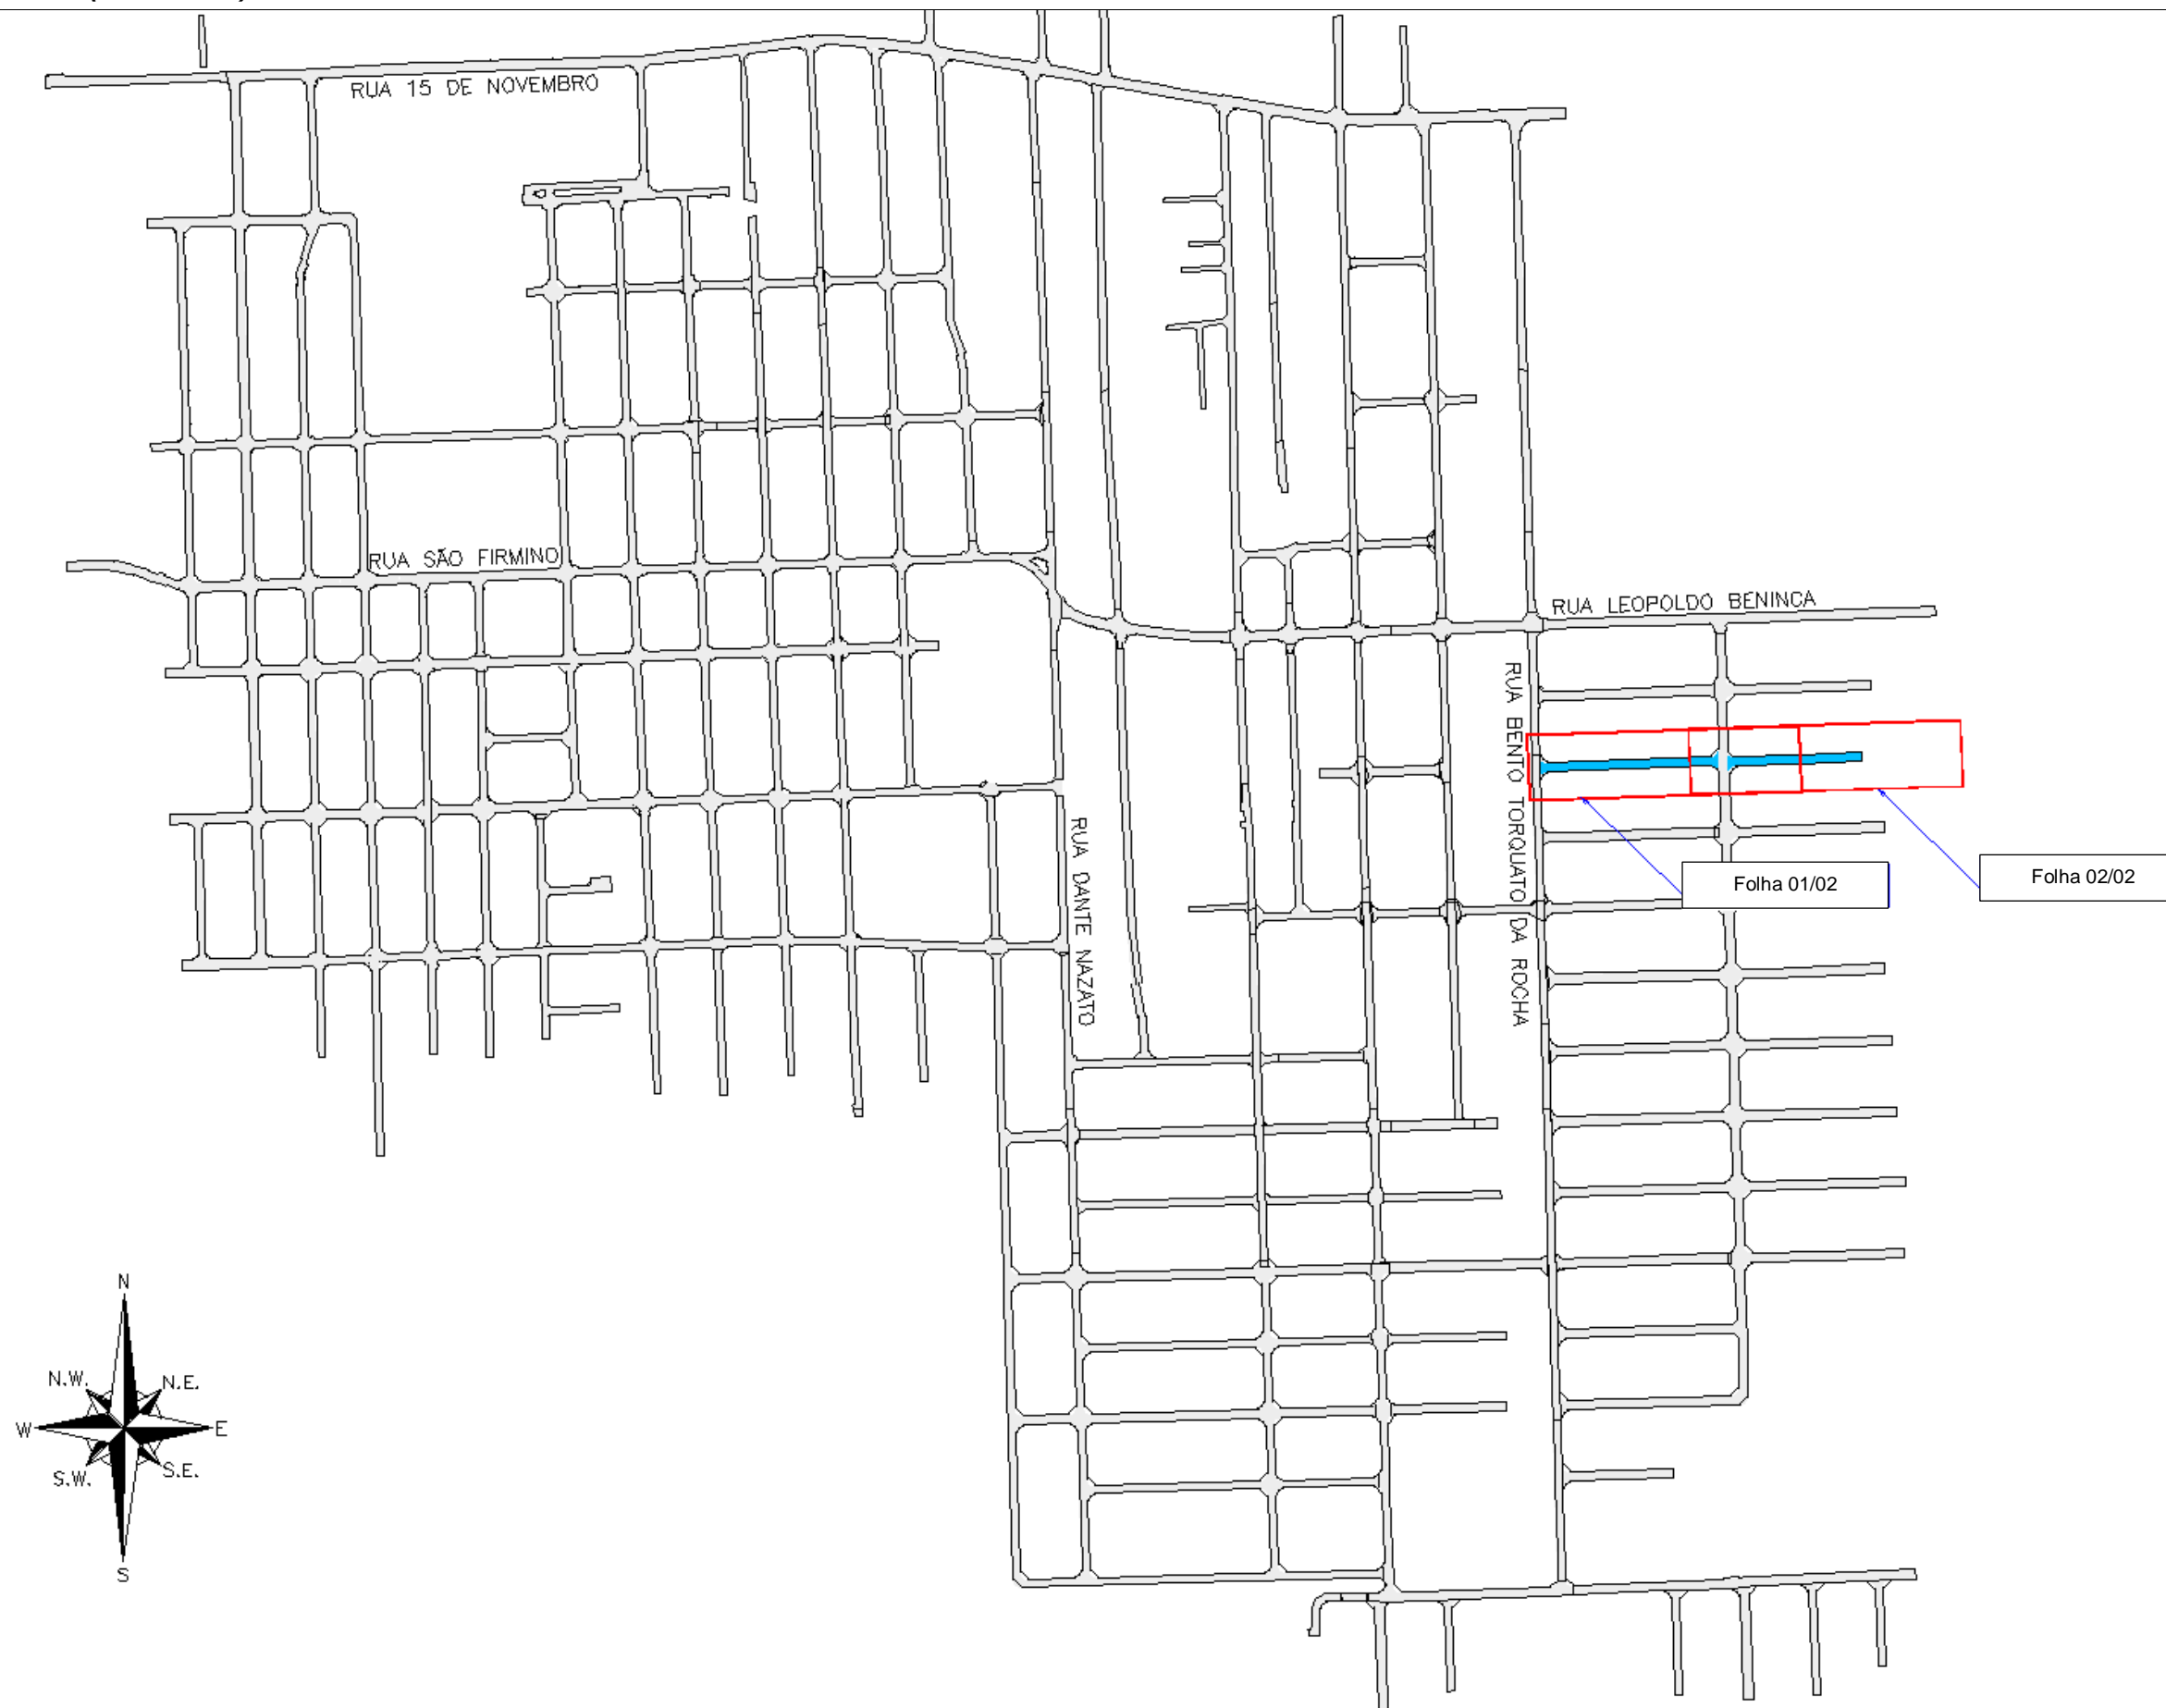 RUA 15 DE NOVEMBRO
RUA SÃO FIRMINO
RUA LEOPOLDO BENINCA
RUA BENTO TORQUATO DA ROCHA
Folha 01/02
Folha 02/02
RUA DANTE NAZATO
N
N.W.
N.E.
W
E
S.W.
S.E.
S